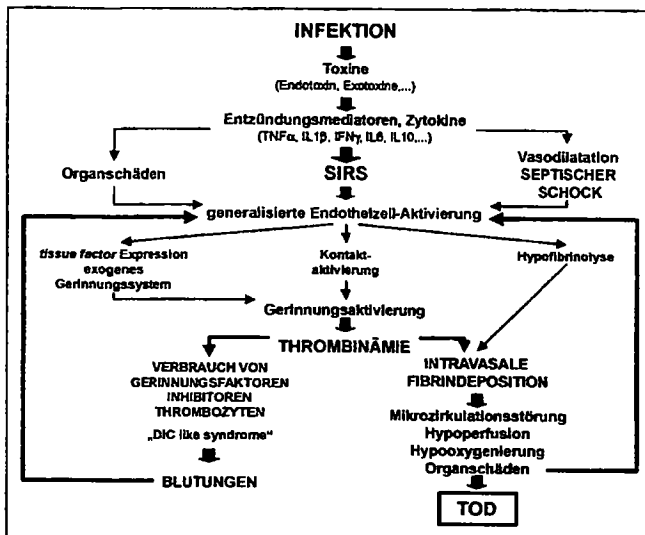 INFEKTION
Toxine
(Endotoxin, Exotoxine,...)
Entzündungsmediatoren, Zytokine
(TNFα, IL1β, IFNγ, IL6, IL10,...)
Organschäden
SIRS
Vasodilatation
SEPTISCHER
SCHOCK
generalisierte Endothelzell-Aktivierung
tissue factor Expression
exogenes
Gerinnungssystem
Kontakt-
aktivierung
Hypofibrinolyse
Gerinnungsaktivierung
THROMBINÄMIE
VERBRAUCH VON
GERINNUNGSFAKTOREN
INHIBITOREN
THROMBOZYTEN
„DIC like syndrome“
BLUTUNGEN
INTRAVASALE
FIBRINDEPOSITION
Mikrozirkulationsstörung
Hypoperfusion
Hypooxygenierung
Organschäden
TOD